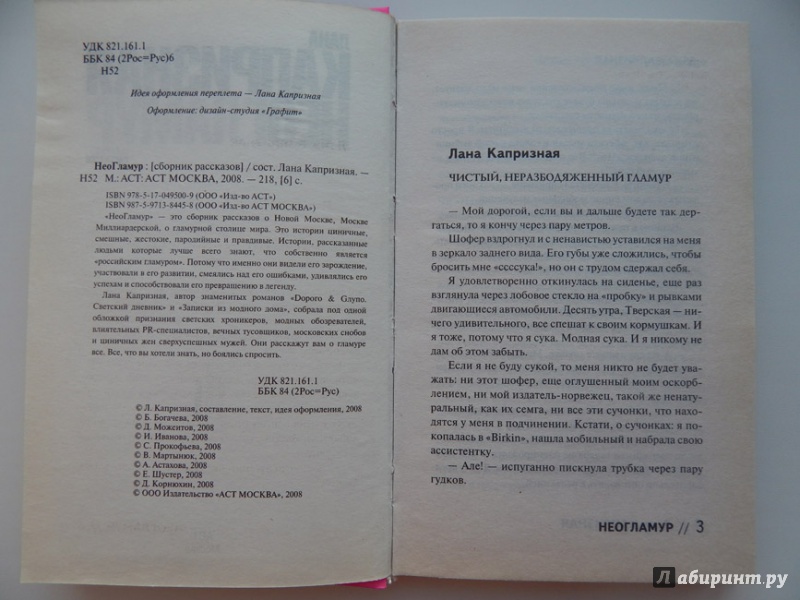 УДК 821.161.1
ББК 84 (2Рос=Рус)6
Н52
Идея оформления переплета — Лана Капризная
Оформление: дизайн-студия «Графит»
НеоГламур : [сборник рассказов] / сост. Лана Капризная. —
Н52 М.: АСТ: АСТ МОСКВА, 2008. — 218, [6] с.
ISBN 978-5-17-049500-9 (ООО «Изд-во АСТ»)
ISBN 987-5-9713-8445-8 (ООО «Изд-во АСТ МОСКВА»)
«НеоГламур» — это сборник рассказов о Новой Москве, Москве
Миллиардерской, о гламурной столице мира. Это истории циничные,
смешные, жестокие, пародийные и правдивые. Истории, рассказанные
людьми которые лучше всего знают, что собственно является
«российским гламуром». Потому что именно они видели его зарождение,
участвовали в его развитии, смеялись над его ошибками, удивлялись его
успехам и способствовали его превращению в легенду.
Лана Капризная, автор знаменитых романов «Dорого & Gлупо.
Светский дневник» и «Записки из модного дома», собрала под одной
обложкой признания светских хроникеров, модных обозревателей,
влиятельных PR-специалистов, вечных тусовщиков, московских снобов
и циничных жен сверхуспешных мужей. Они расскажут вам о гламуре
все. Все, что вы хотели знать, но боялись спросить.
УДК 821.161.1
ББК 84 (2Рос=Рус)
© Л. Капризная, составление, текст, идея оформления, 2008
© Б. Богачева, 2008
© Д. Можситов, 2008
© И. Иванова, 2008
© С. Прокофьева, 2008
© В. Мартынюк, 2008
© А. Астахова, 2008
© Е. Шустер, 2008
© Д. Корнюхин, 2008
© ООО Издательство «АСТ МОСКВА», 2008
Лана Капризная
ЧИСТЫЙ, НЕРАЗБОДЯЖЕННЫЙ ГЛАМУР
— Мой дорогой, если вы и дальше будете так дер-
гаться, то я кончу через пару метров.
Шофер вздрогнул и с ненавистью уставился на меня
в зеркало заднего вида. Его губы уже сложились, чтобы
бросить мне «ссссука!», но он с трудом сдержал себя.
Я удовлетворенно откинулась на сиденье, еще раз
взглянула через лобовое стекло на «пробку» и рывками
двигающиеся автомобили. Десять утра, Тверская — ни-
чего удивительного, все спешат к своим кормушкам. И
я тоже, потому что я сука. Модная сука. И я никому не
дам об этом забыть.
Если я не буду сукой, то меня никто не будет ува-
жать: ни этот шофер, еще оглушенный моим оскорб-
лением, ни мой издатель-норвежец, такой же нена-
туральный, как их семга, ни все эти сучонки, что нахо-
дятся у меня в подчинении. Кстати, о сучонках: я по-
копалась в «Birkin», нашла мобильный и набрала свою
ассистентку.
— Але! — испуганно пискнула трубка через пару
гудков.
НЕОГЛАМУР // 3
Лабиринт.ру